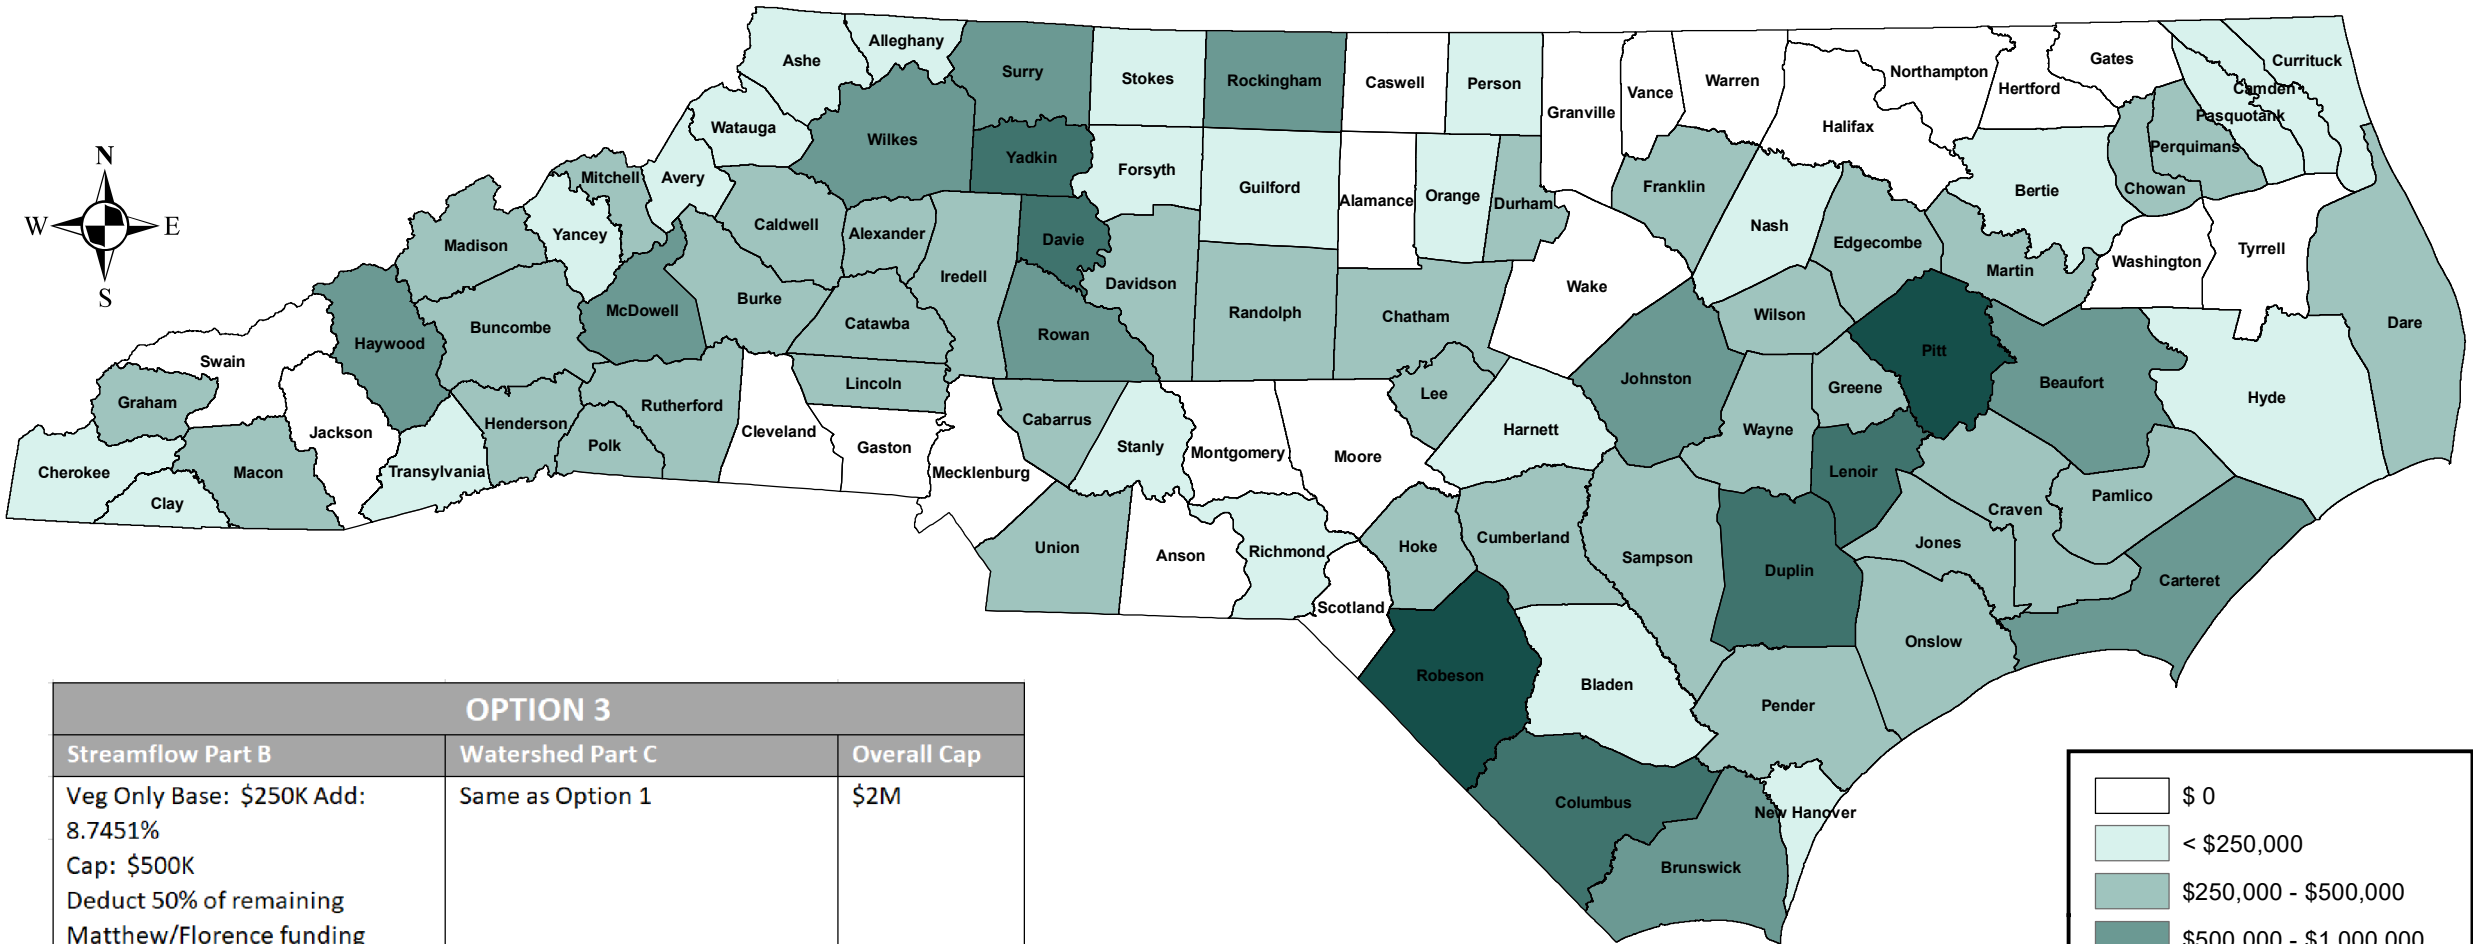 Ashe
Alleghany
Surry
Stokes
Rockingham
Caswell
Person
Granville
Vance
Warren
Northampton
Halifax
Hertford
Gates
Currituck
Camden
Pasquotank
Perquimans
Chowan
Watauga
Wilkes
Yadkin
Forsyth
Guilford
Alamance
Orange
Durham
Franklin
Nash
Edgecombe
Bertie
Martin
Washington
Tyrrell
Dare
N
W
E
S
Mitchell
Avery
Yancey
Madison
Caldwell
Alexander
Iredell
Davie
Davidson
Randolph
Chatham
Wake
Wilson
Pitt
Beaufort
Hyde
Haywood
Buncombe
McDowell
Burke
Catawba
Rowan
Lincoln
Swain
Graham
Jackson
Macon
Cherokee
Clay
Transylvania
Henderson
Polk
Rutherford
Cleveland
Gaston
Mecklenburg
Cabarrus
Stanly
Montgomery
Moore
Lee
Harnett
Johnston
Wayne
Greene
Lenoir
Craven
Pamlico
Jones
Carteret
Onslow
Union
Anson
Richmond
Scotland
Hoke
Cumberland
Sampson
Duplin
Robeson
Bladen
Pender
Columbus
New Hanover
Brunswick
OPTION 3
Streamflow Part B
Watershed Part C
Overall Cap
Veg Only Base: $250K Add:
8.7451%
Cap: $500K
Deduct 50% of remaining
Matthew/Florence funding
Same as Option 1
$2M
$ 0
< $250,000
$250,000 - $500,000
$500,000 - $1,000,000